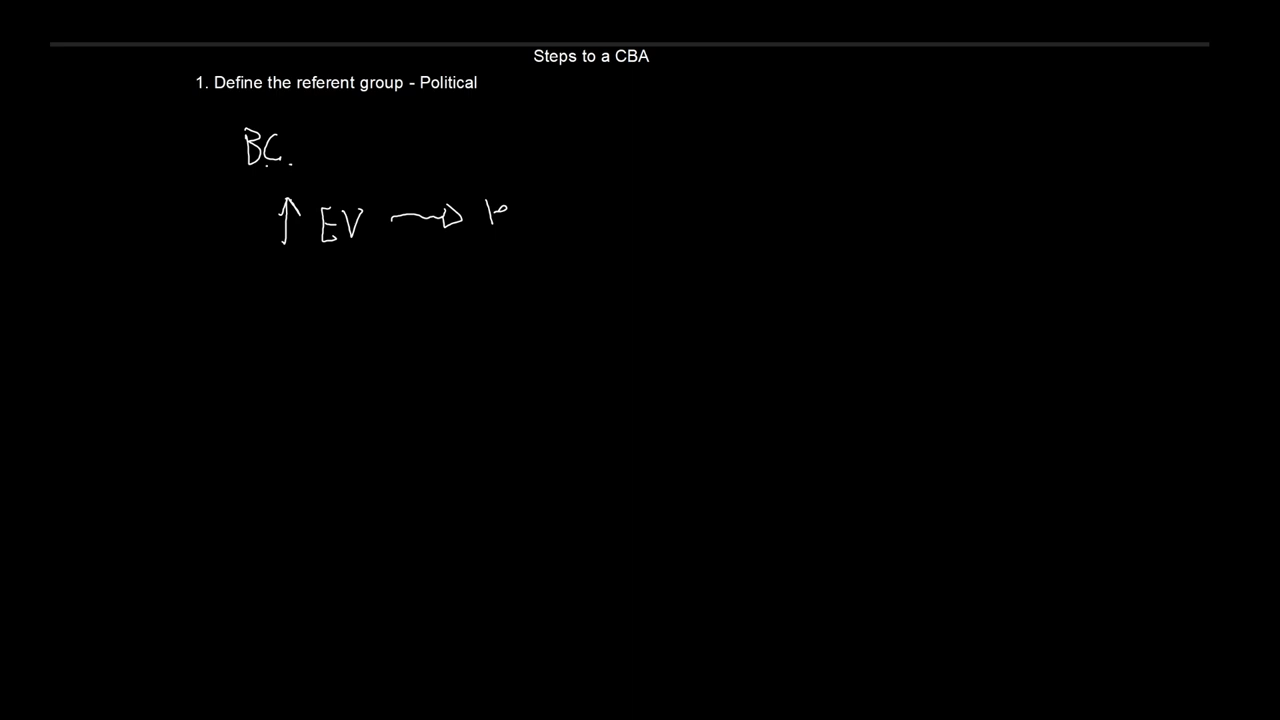 Steps to a CBA
1. Define the referent group - Political
B.C.
↑ EV →